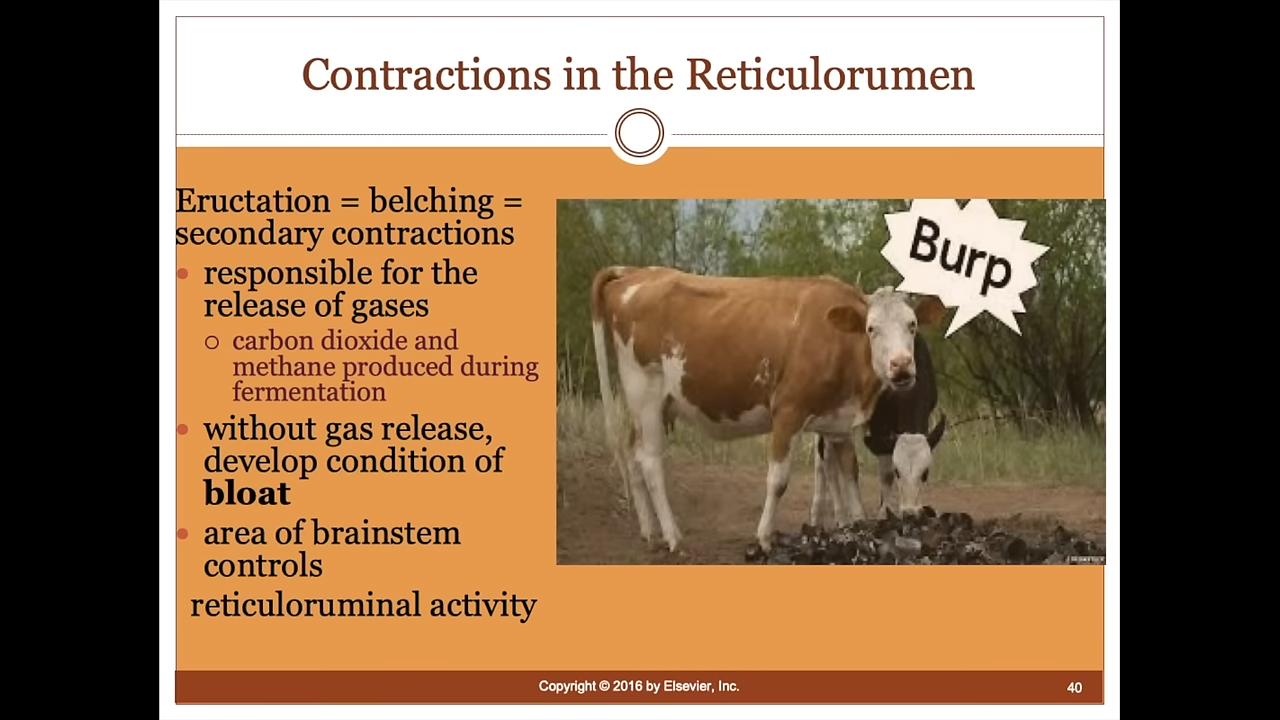 Contractions in the Reticulorumen
Eructation = belching =
secondary contractions
responsible for the
release of gases
carbon dioxide and
methane produced during
fermentation
without gas release,
develop condition of
bloat
area of brainstem
controls
reticuloruminal activity
Burp
Copyright © 2016 by Elsevier, Inc.
40